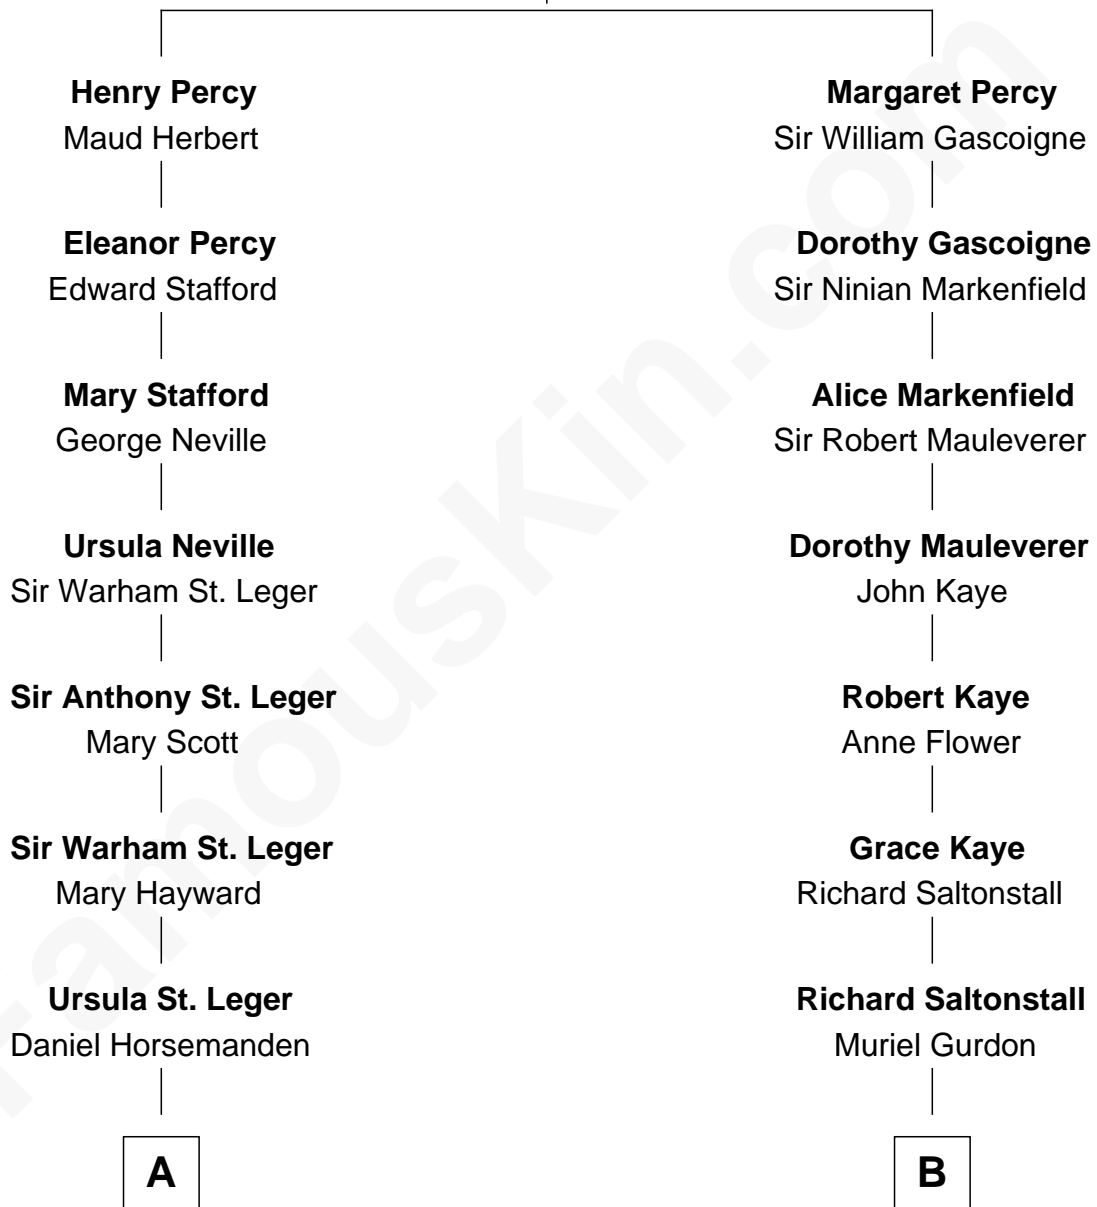 Henry Percy
Maud Herbert
Eleanor Percy
Edward Stafford
Mary Stafford
George Neville
Ursula Neville
Sir Warham St. Leger
Sir Anthony St. Leger
Mary Scott
Sir Warham St. Leger
Mary Hayward
Ursula St. Leger
Daniel Horsemanden
A
Margaret Percy
Sir William Gascoigne
Dorothy Gascoigne
Sir Ninian Markenfield
Alice Markenfield
Sir Robert Mauleverer
Dorothy Mauleverer
John Kaye
Robert Kaye
Anne Flower
Grace Kaye
Richard Saltonstall
Richard Saltonstall
Muriel Gurdon
B
FamousKin.com